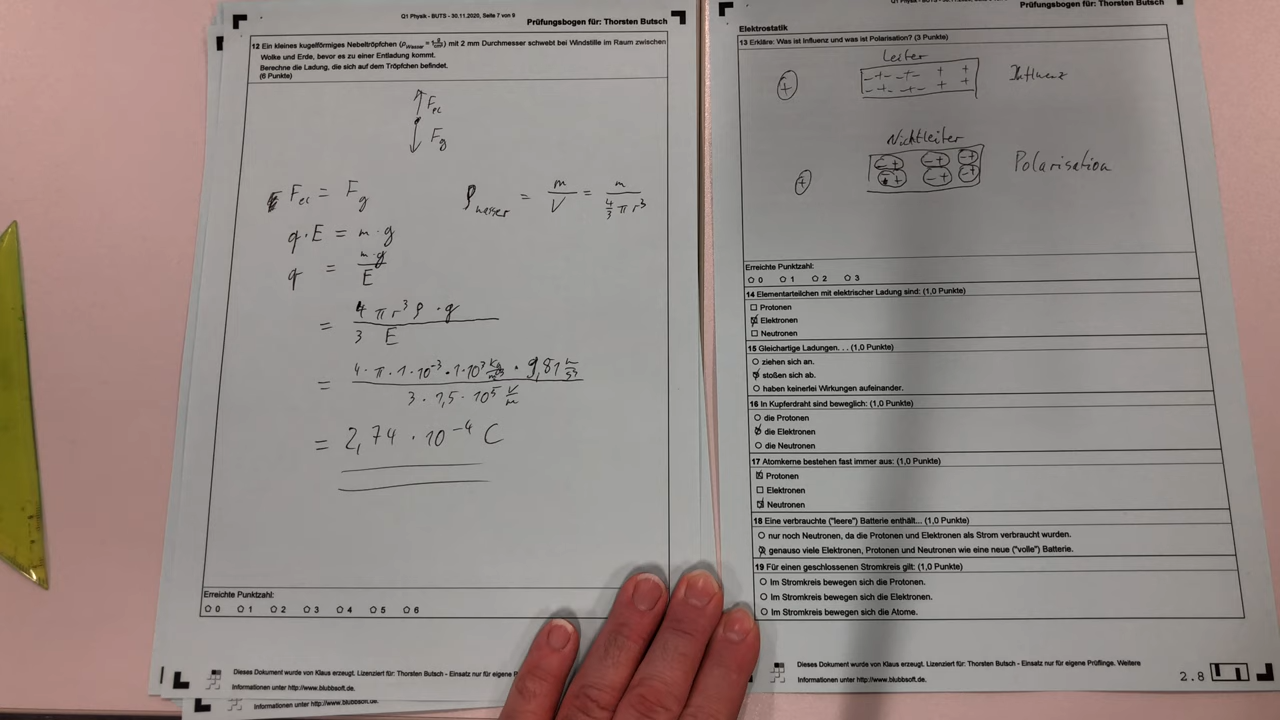 Q1 Physik - BUTS - 30.11.2020, Seite 7 von 9
Prüfungsbogen für: Thorsten Butsch
12 Ein kleines kugelförmiges Nebeltröpfchen (ρWasser = 1 g/cm³) mit 2 mm Durchmesser schwebt bei Windstille im Raum zwischen
Wolke und Erde, bevor es zu einer Entladung kommt.
Berechne die Ladung, die sich auf dem Tröpfchen befindet.
(6 Punkte)
↑ Fel
↓ Fg
Fel = Fg
ρwasser = m/V = m/(4/3 π r³)
q · E = m · g
q = m·g/E
= 4 π r³ ρ · g / 3 E
= 4 · π · 1 · 10⁻³ · 1 · 10³ · 9,81 / 3 · 1,5 · 10⁵ V/m
= 2,74 · 10⁻⁴ C
Erreichte Punktzahl:
0 1 2 3 4 5 6
Dieses Dokument wurde von Klaus erzeugt. Lizenziert für: Thorsten Butsch - Einsatz nur für eigene P
Informationen unter http://www.blubbsoft.de.
Informationen unter http://www.blubbsoft.de.
Prüfungsbogen für: Thorsten Butsch
Elektrostatik
13 Erkläre: Was ist Influenz und was ist Polarisation? (3 Punkte)
Leiter
+ -+ -+ + +
-+ -+ + +
Influenz
Nichtleiter
+ -+ -+ -+
-+ -+ -+
Polarisation
Erreichte Punktzahl:
0 1 2 3
14 Elementarteilchen mit elektrischer Ladung sind: (1,0 Punkte)
Protonen
Elektronen
Neutronen
15 Gleichartige Ladungen. . . (1,0 Punkte)
ziehen sich an.
stoßen sich ab.
haben keinerlei Wirkungen aufeinander.
16 In Kupferdraht sind beweglich: (1,0 Punkte)
die Protonen
die Elektronen
die Neutronen
17 Atomkerne bestehen fast immer aus: (1,0 Punkte)
Protonen
Elektronen
Neutronen
18 Eine verbrauchte ("leere") Batterie enthält... (1,0 Punkte)
nur noch Neutronen, da die Protonen und Elektronen als Strom verbraucht wurden.
genauso viele Elektronen, Protonen und Neutronen wie eine neue ("volle") Batterie.
19 Für einen geschlossenen Stromkreis gilt: (1,0 Punkte)
Im Stromkreis bewegen sich die Protonen.
Im Stromkreis bewegen sich die Elektronen.
Im Stromkreis bewegen sich die Atome.
Dieses Dokument wurde von Klaus erzeugt. Lizenziert für: Thorsten Butsch - Einsatz nur für eigene Prüflinge. Weitere
Informationen unter http://www.blubbsoft.de.
2.8